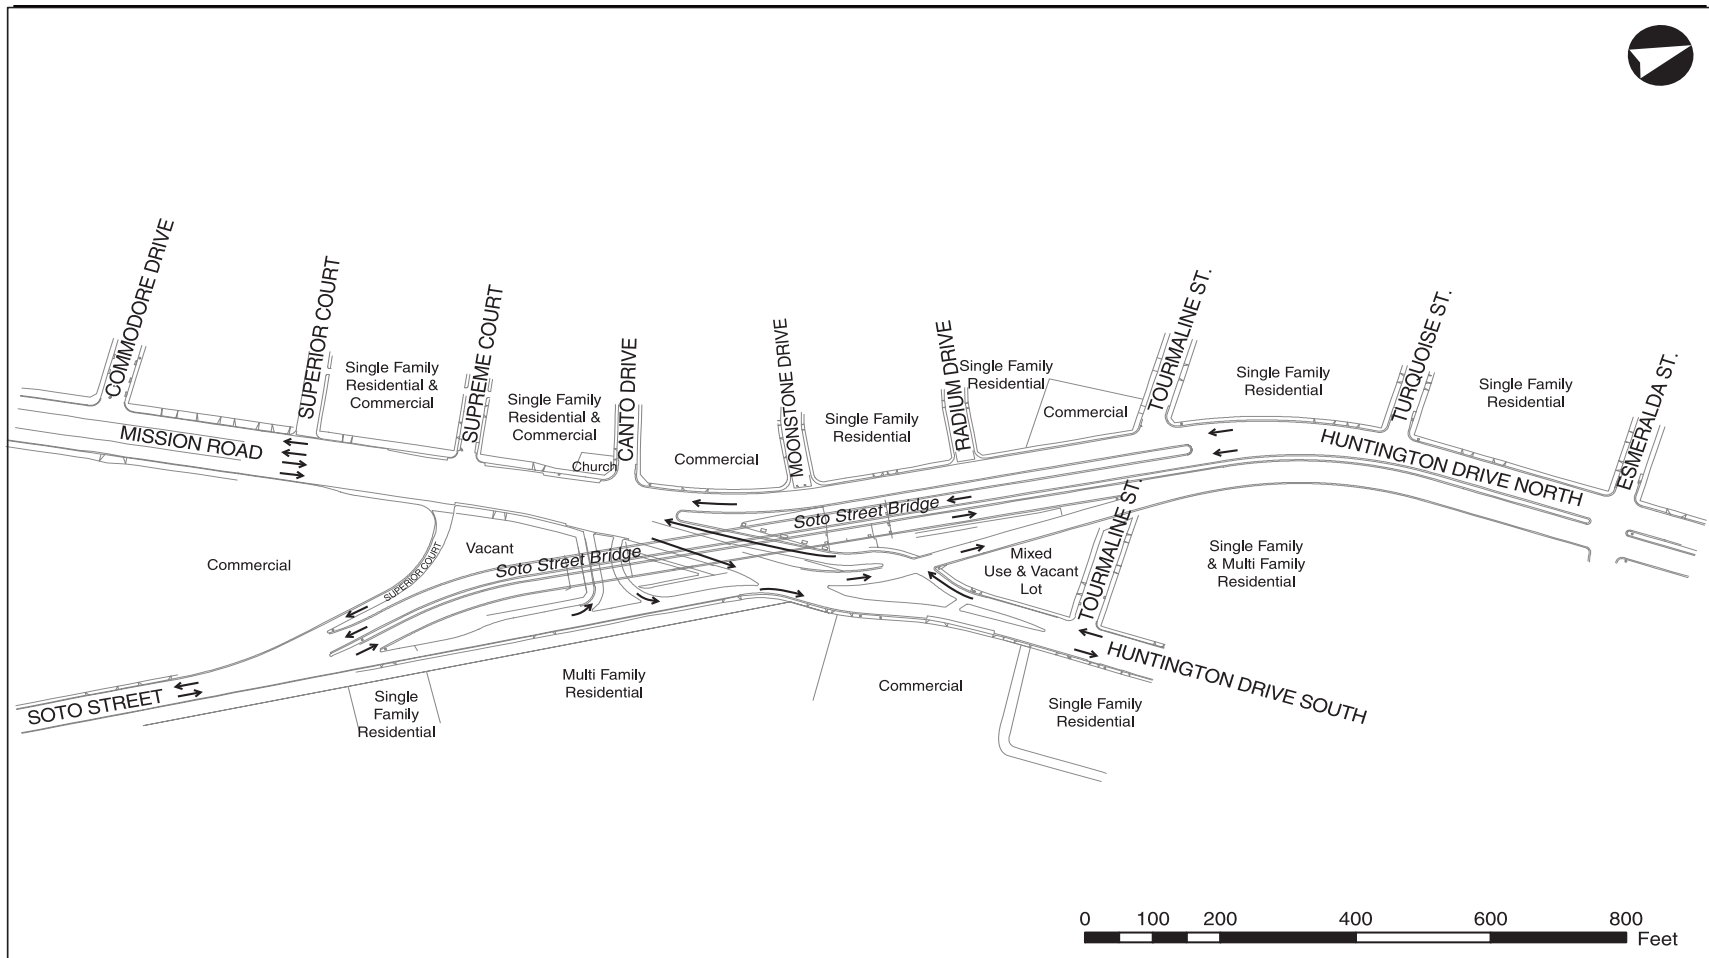 COMMODORE DRIVE
SUPERIOR COURT
SUPREME COURT
CANTO DRIVE
MOONSTONE DRIVE
RADIUM DRIVE
TOURMALINE ST.
TURQUOISE ST.
ESMERALDA ST.
Single Family
Residential &
Commercial
Single Family
Residential &
Commercial
Church
Commercial
Single Family
Residential
Single Family
Residential
Commercial
Single Family
Residential
Single Family
Residential
MISSION ROAD
HUNTINGTON DRIVE NORTH
Soto Street Bridge
Soto Street Bridge
Commercial
SUPERIOR COURT
Vacant
Mixed
Use & Vacant
Lot
TOURMALINE ST.
TOURMALINE ST.
Single Family
& Multi Family
Residential
SOTO STREET
Single
Family
Residential
Multi Family
Residential
Commercial
Single Family
Residential
HUNTINGTON DRIVE SOUTH
0 100 200 400 600 800
Feet